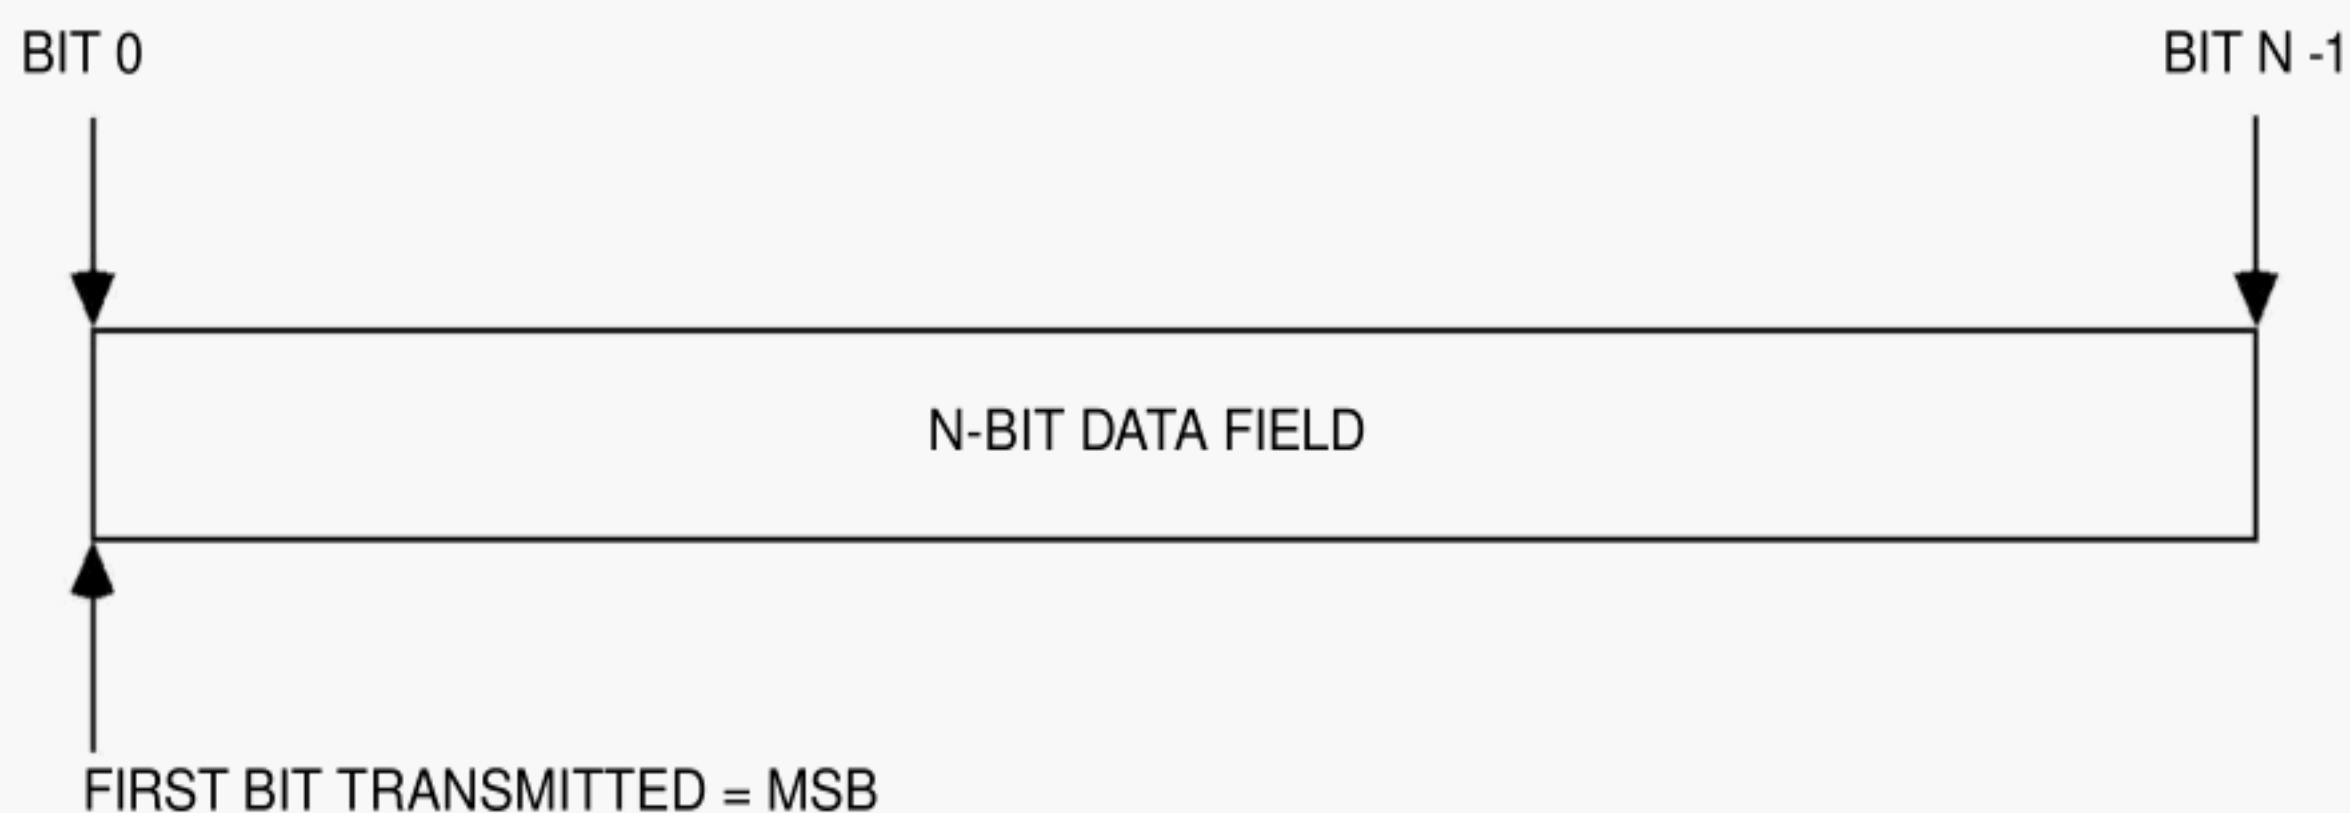 BIT 0
BIT N -1
N-BIT DATA FIELD
FIRST BIT TRANSMITTED = MSB